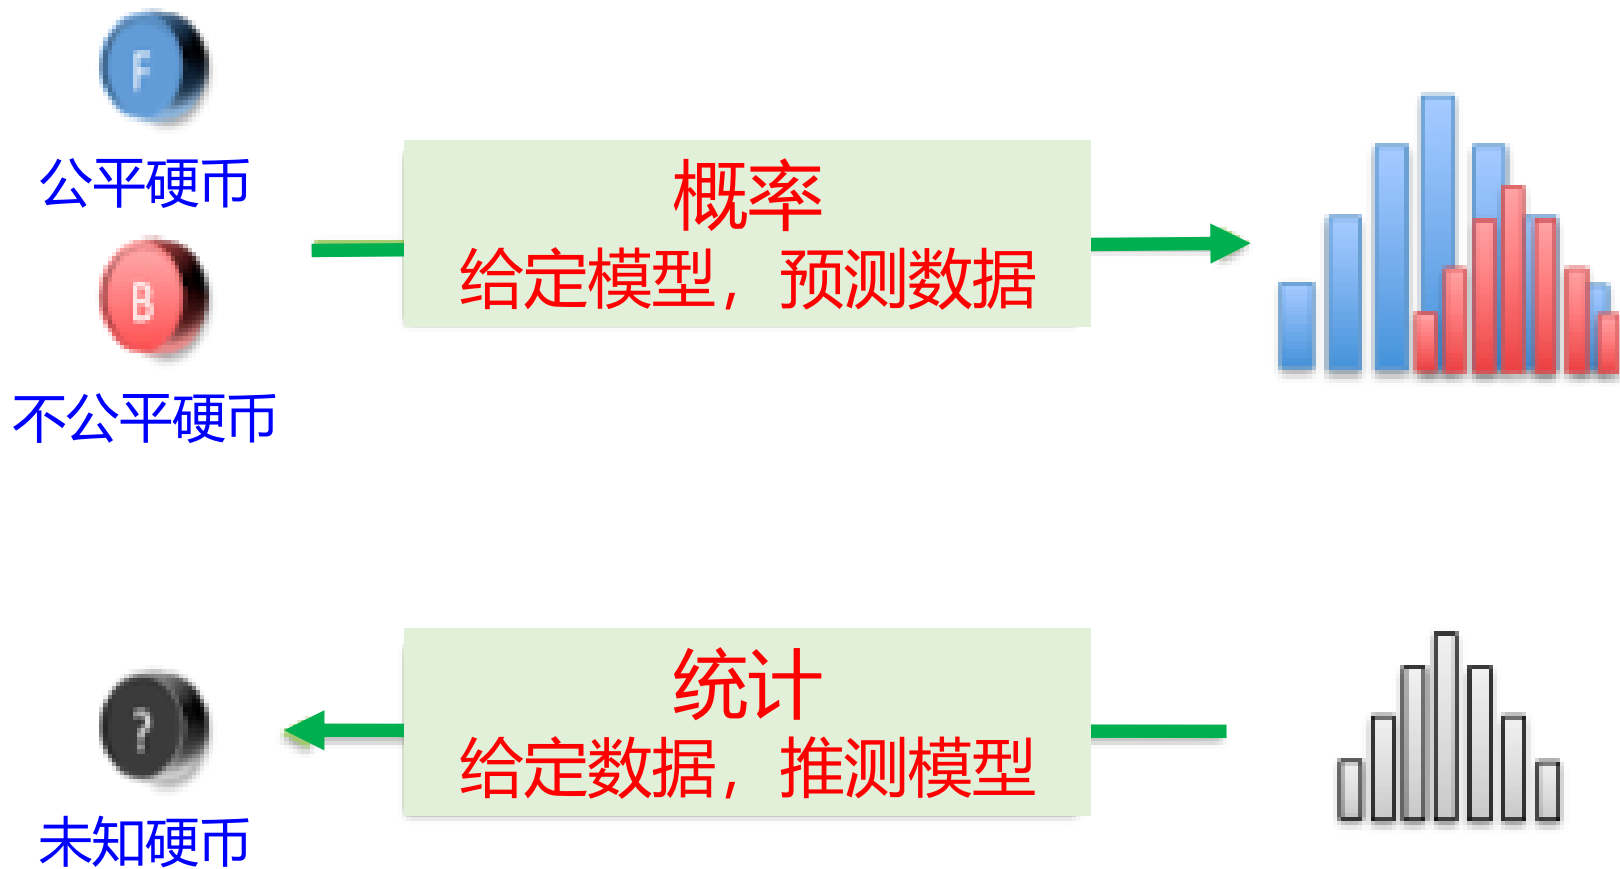 F
公平硬币
B
不公平硬币
概率
给定模型，预测数据
?
未知硬币
统计
给定数据，推测模型